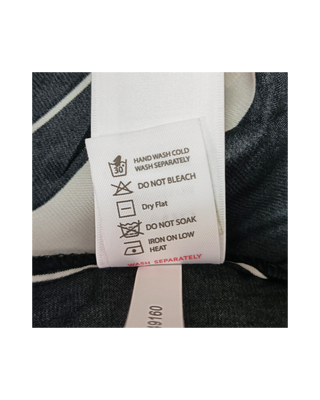 30°
HAND WASH COLD
WASH SEPARATELY
DO NOT BLEACH
Dry Flat
DO NOT SOAK
IRON ON LOW
HEAT
WASH SEPARATELY